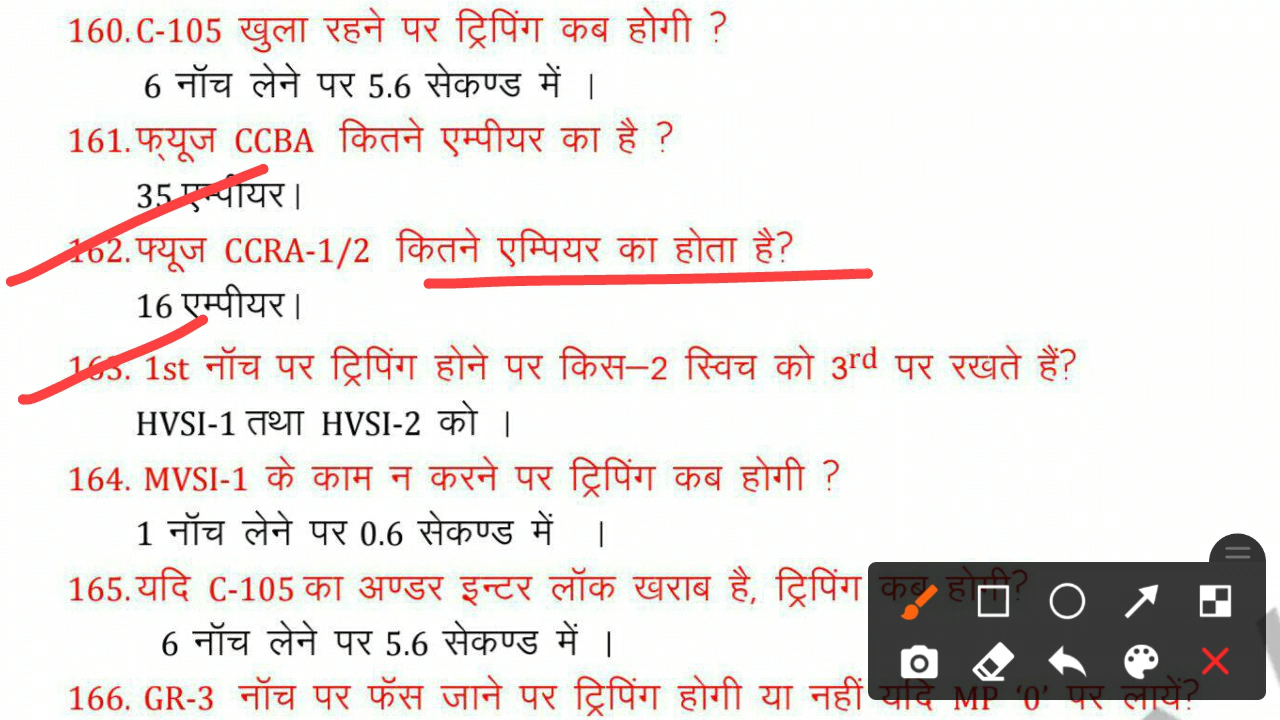 160. C-105 खुला रहने पर ट्रिपिंग कब होगी ?
6 नॉच लेने पर 5.6 सेकण्ड में ।
161. फ्यूज CCBA कितने एम्पीयर का है ?
35 एम्पीयर।
162. फ्यूज CCRA-1/2 कितने एम्पियर का होता है?
16 एम्पीयर।
163. 1st नॉच पर ट्रिपिंग होने पर किस–2 स्विच को 3rd पर रखते हैं?
HVSI-1 तथा HVSI-2 को ।
164. MVSI-1 के काम न करने पर ट्रिपिंग कब होगी ?
1 नॉच लेने पर 0.6 सेकण्ड में ।
165. यदि C-105 का अण्डर इन्टर लॉक खराब है, ट्रिपिंग कब होगी?
6 नॉच लेने पर 5.6 सेकण्ड में ।
166. GR-3 नॉच पर फॅस जाने पर ट्रिपिंग होगी या नहीं यदि MP ‘0’ पर लायें?